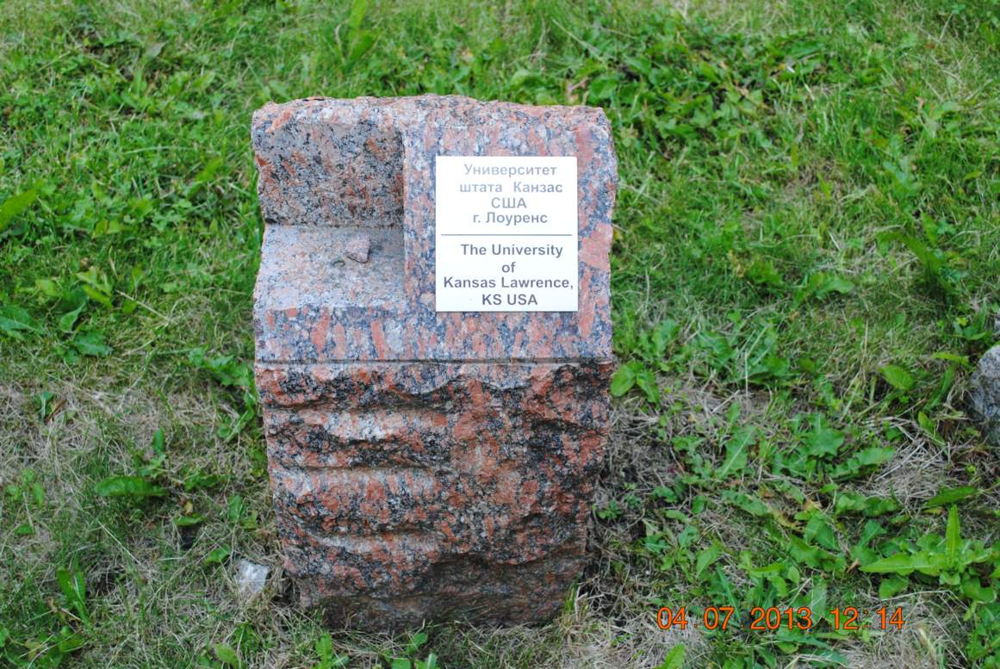 Университет
штата Канзас
США
г. Лоуренс
The University
of
Kansas Lawrence,
KS USA
04 07 2013 12:14